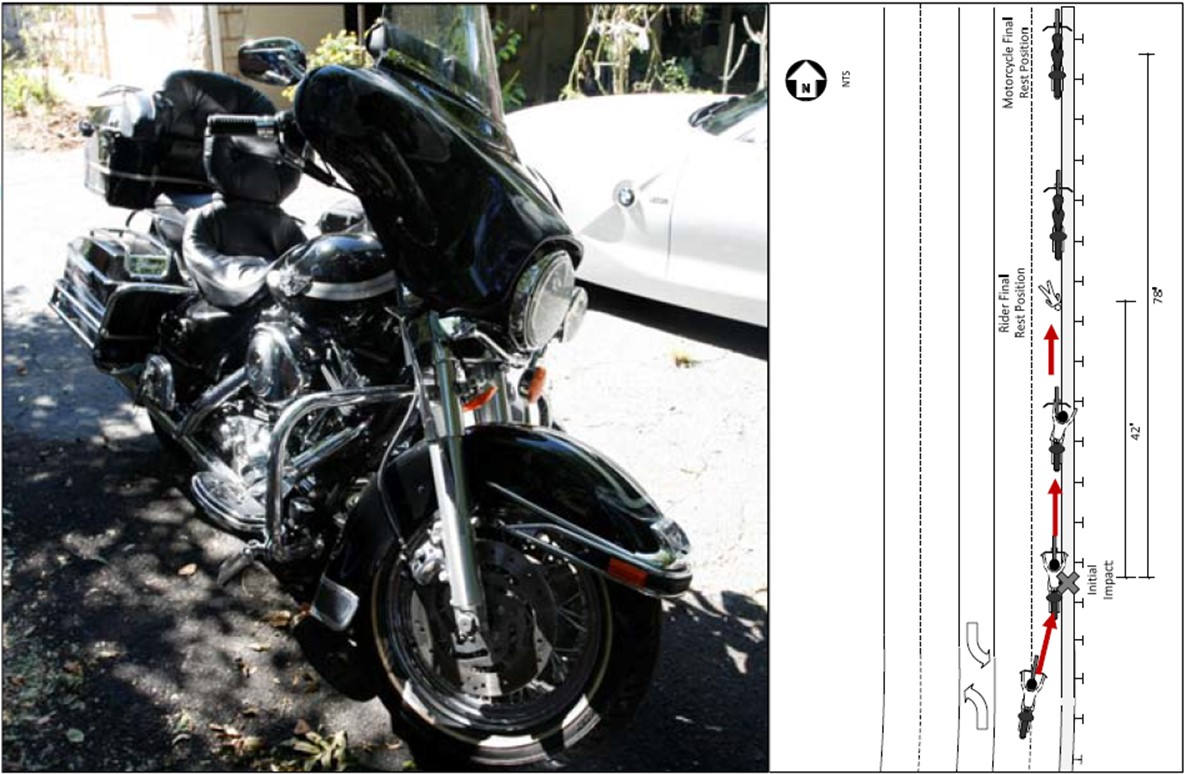 N
NTS
Motorcycle Final
Rest Position
Rider Final
Rest Position
78'
42'
Initial
Impact